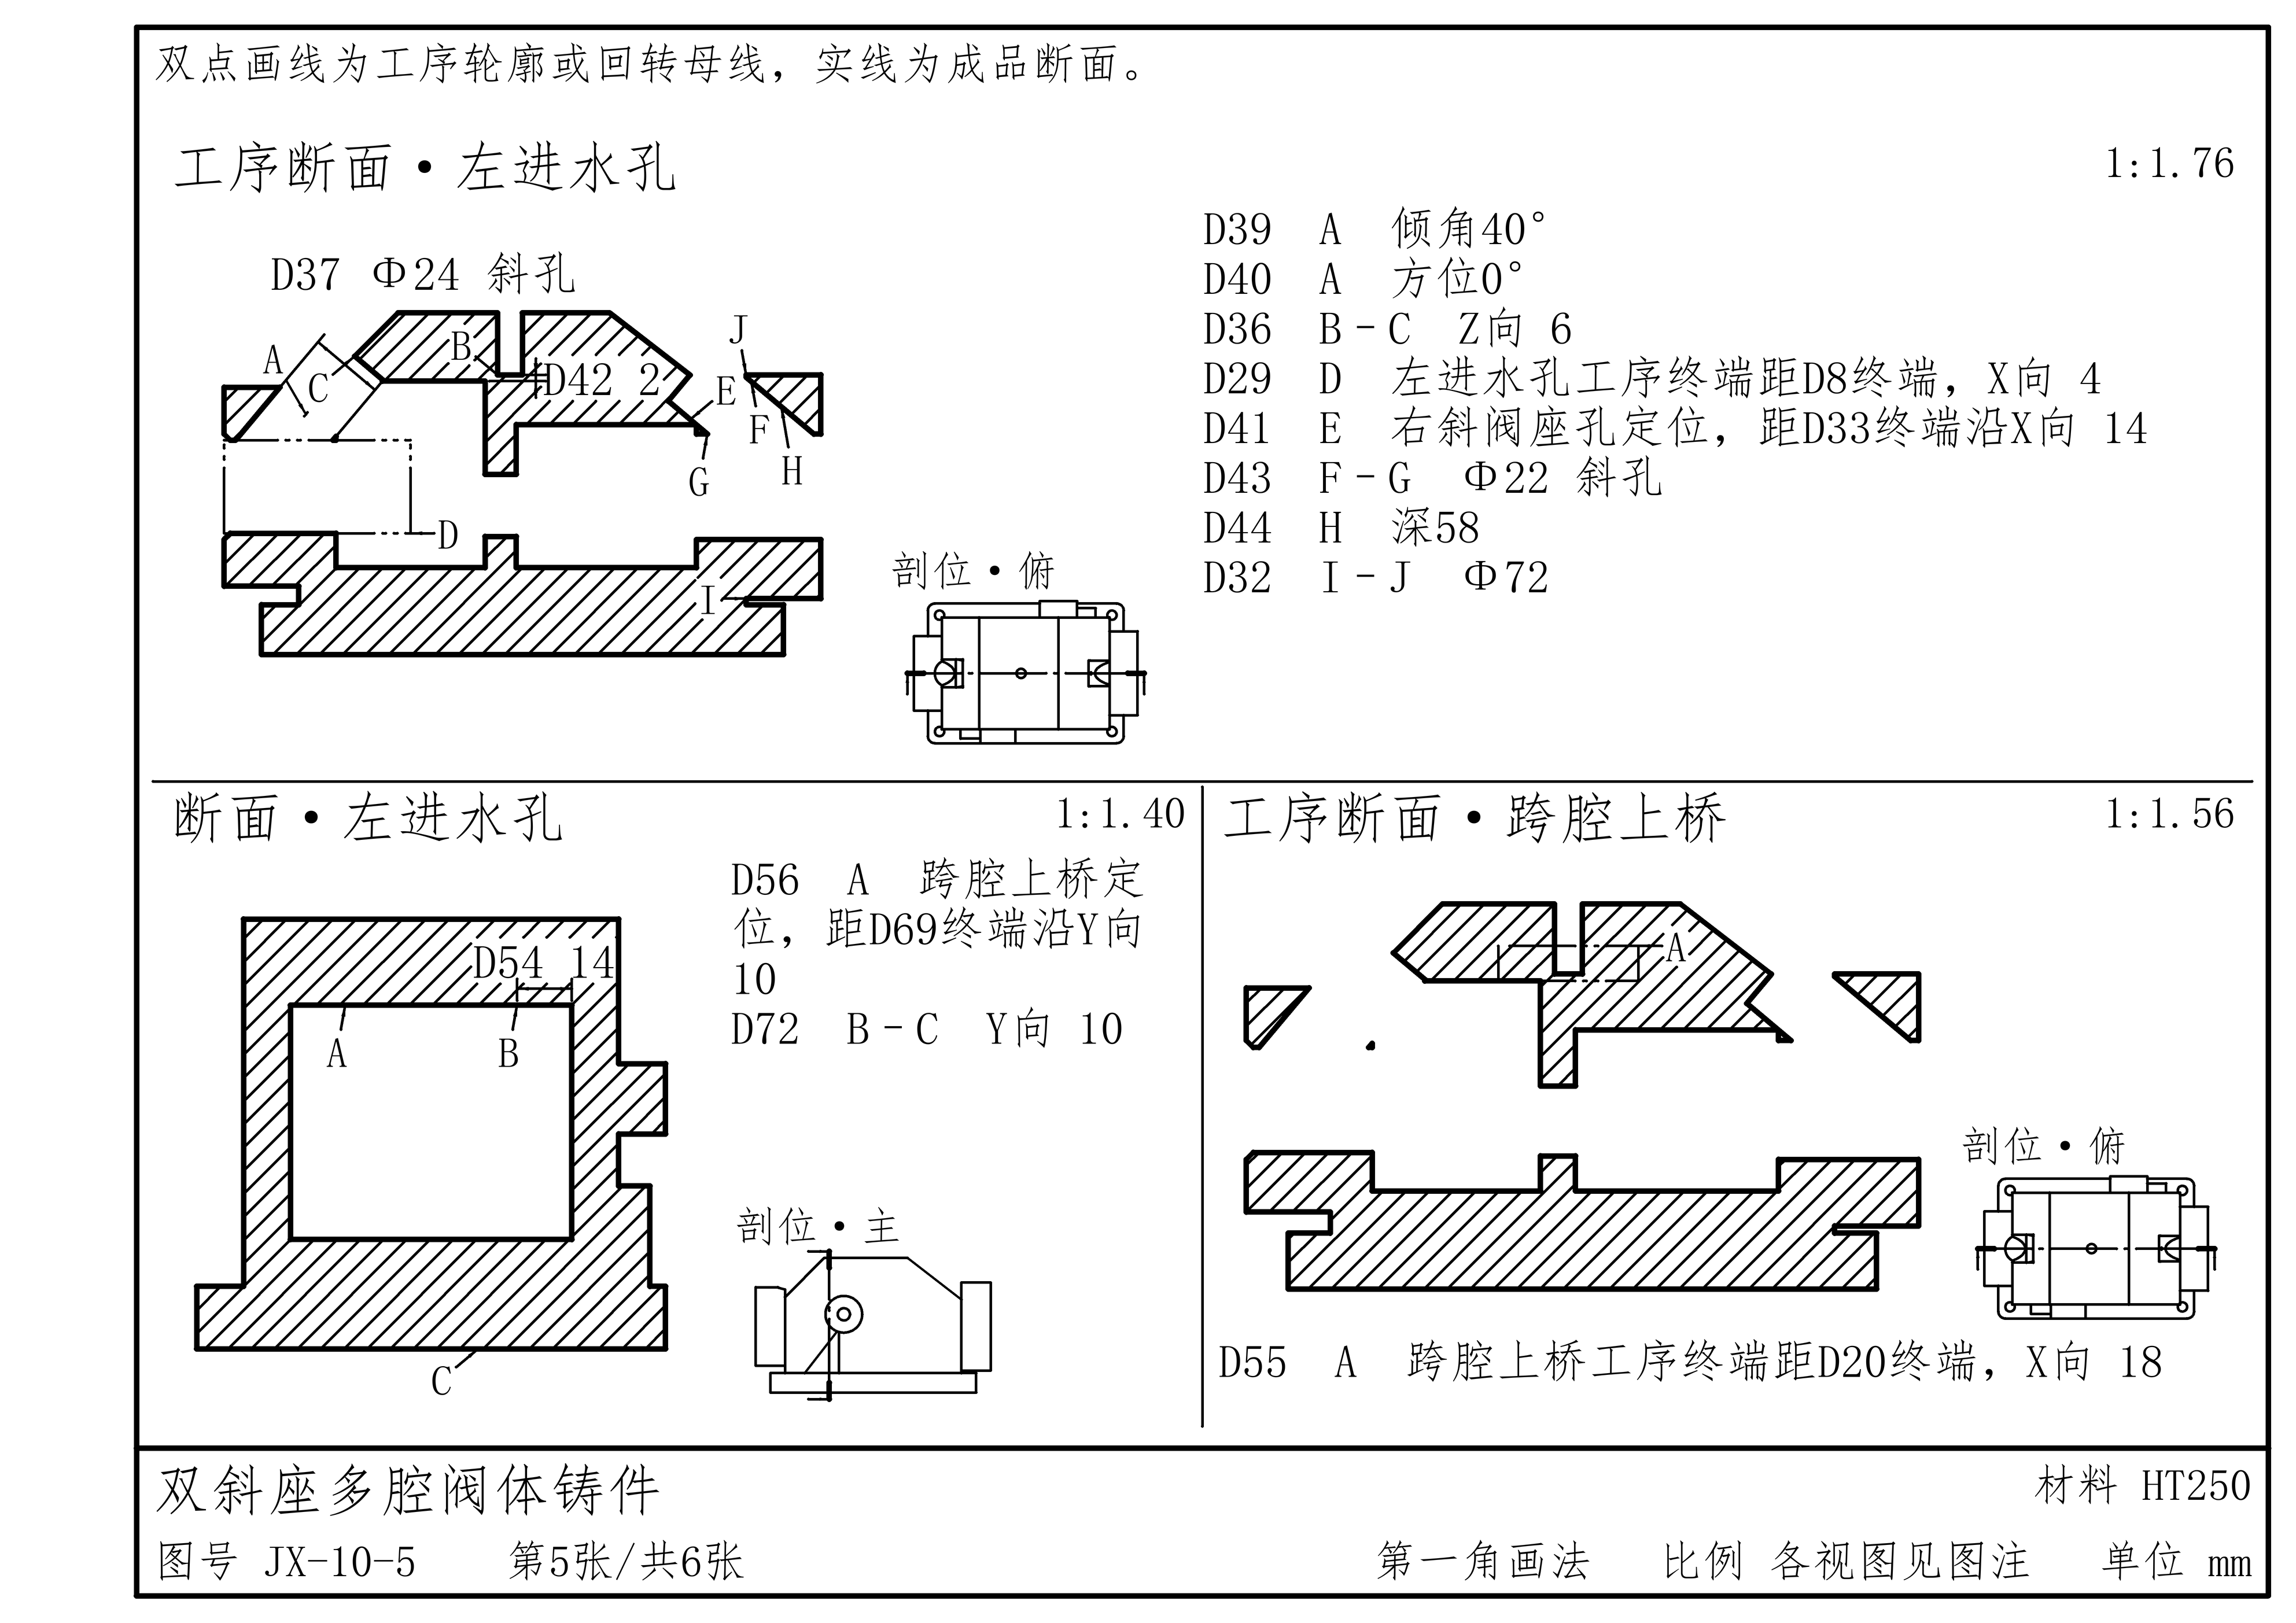 双点画线为工序轮廓或回转母线，实线为成品断面。
工序断面·左进水孔
1:1.76
D37 Φ24 斜孔
A
C
B
D42 2
E
J
F
G
H
D
I
D39 A 倾角40°
D40 A 方位0°
D36 B-C Z向 6
D29 D 左进水孔工序终端距D8终端，X向 4
D41 E 右斜阀座孔定位，距D33终端沿X向 14
D43 F-G Φ22 斜孔
D44 H 深58
D32 I-J Φ72
剖位·俯
断面·左进水孔
1:1.40
D54 14
A
B
C
D56 A 跨腔上桥定
位，距D69终端沿Y向
10
D72 B-C Y向 10
剖位·主
工序断面·跨腔上桥
1:1.56
A
剖位·俯
D55 A 跨腔上桥工序终端距D20终端，X向 18
双斜座多腔阀体铸件
材料 HT250
图号 JX-10-5 第5张/共6张
第一角画法 比例 各视图见图注 单位 mm